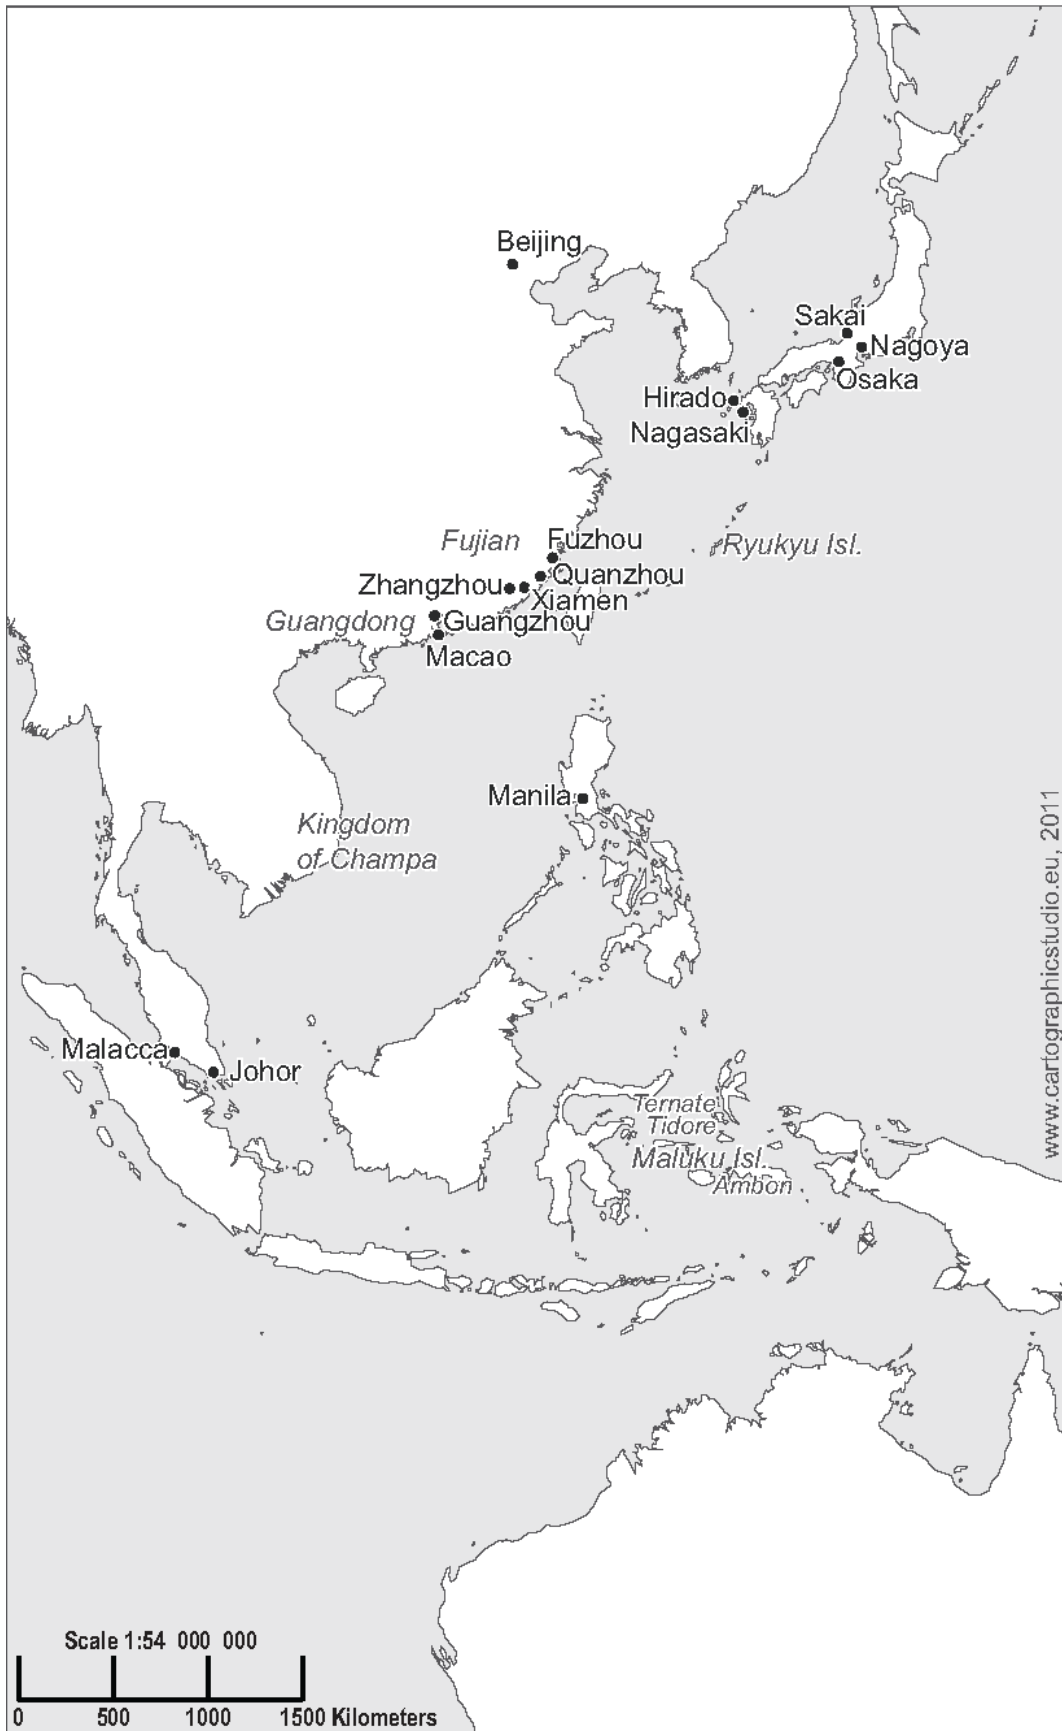 Beijing
Sakai
Nagoya
Osaka
Hirado
Nagasaki
Fujian
Fuzhou
Ryukyu Isl.
Quanzhou
Zhangzhou
Xiamen
Guangdong
Guangzhou
Macao
Manila
Kingdom
of Champa
www.cartographicstudio.eu, 2011
Malacca
Johor
Ternate
Tidore
Maluku Isl.
Ambon
Scale 1:54 000 000
0 500 1000 1500 Kilometers